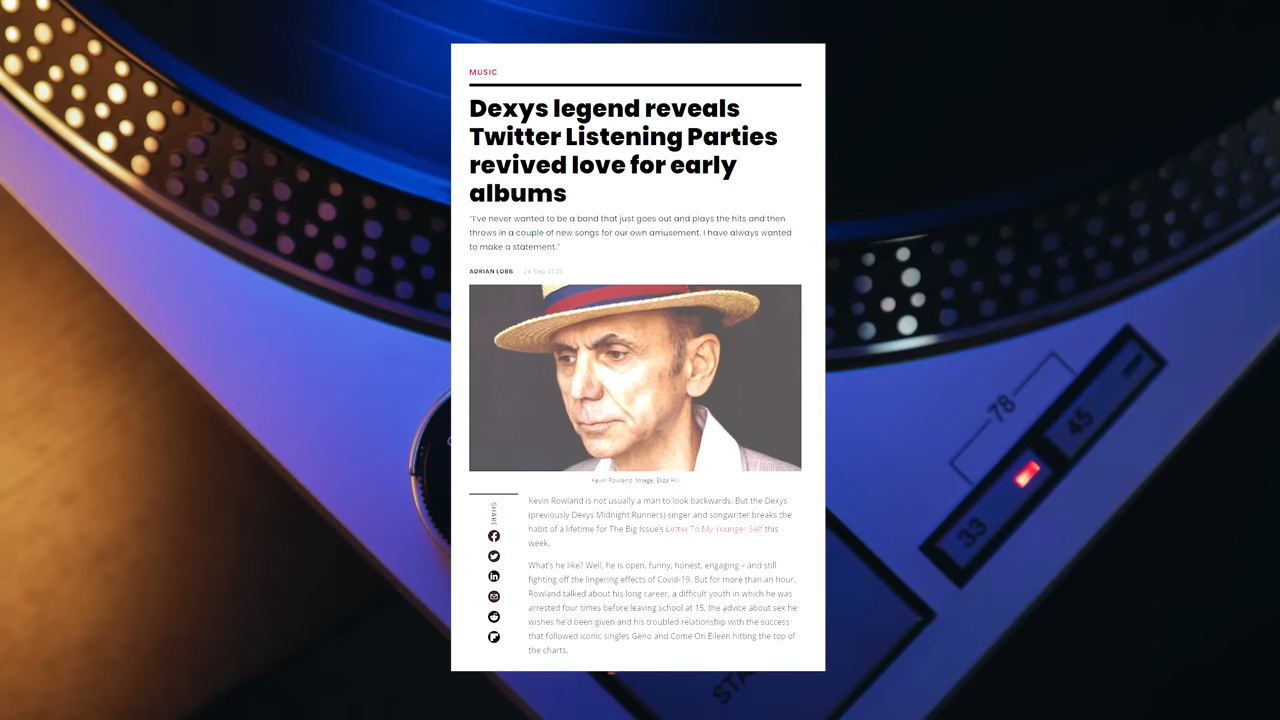 MUSIC
Dexys legend reveals
Twitter Listening Parties
revived love for early
albums
"I've never wanted to be a band that just goes out and plays the hits and then
throws in a couple of new songs for our own amusement. I have always wanted
to make a statement."
ADRIAN LOBB | 24 Sep 2020
Kevin Rowland. Image: Elize Hill
SHARE
Kevin Rowland is not usually a man to look backwards. But the Dexys
(previously Dexys Midnight Runners) singer and songwriter breaks the
habit of a lifetime for The Big Issue's Letter To My Younger Self this
week.
What's he like? Well, he is open, funny, honest, engaging – and still
fighting off the lingering effects of Covid-19. But for more than an hour,
Rowland talked about his long career, a difficult youth in which he was
arrested four times before leaving school at 15, the advice about sex he
wishes he'd been given and his troubled relationship with the success
that followed iconic singles Geno and Come On Eileen hitting the top of
the charts.
78
45
33